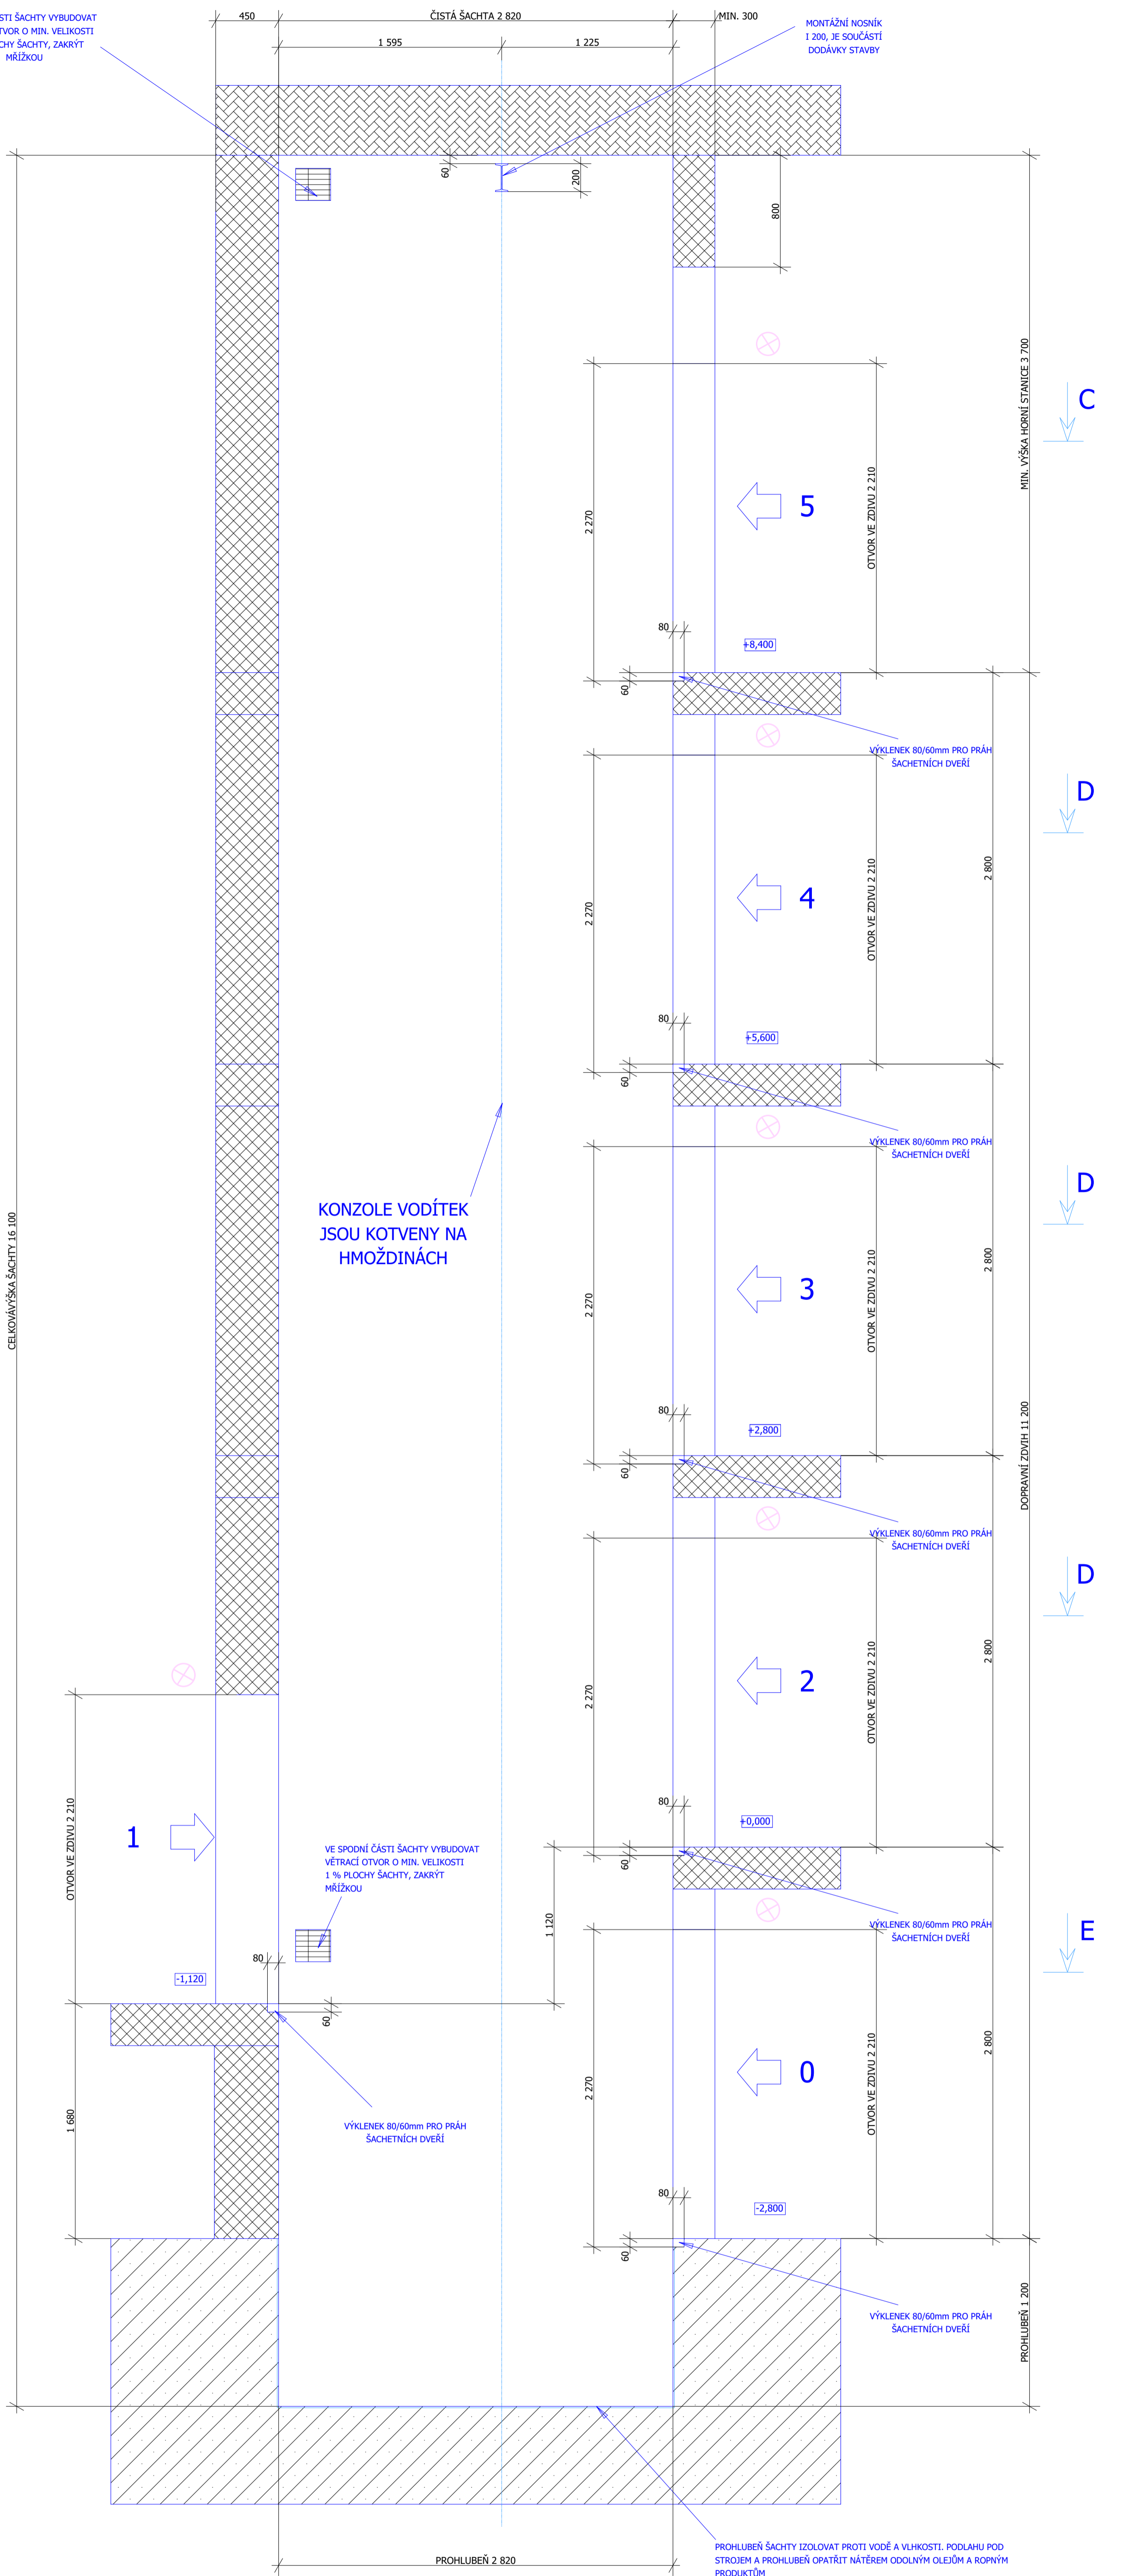 STI ŠACHTY VYBUDOVAT
TVOR O MIN. VELIKOSTI
CHY ŠACHTY, ZAKRÝT
MŘÍŽKOU
450
ČISTÁ ŠACHTA 2 820
MIN. 300
1 595
1 225
MONTÁŽNÍ NOSNÍK
I 200, JE SOUČÁSTÍ
DODÁVKY STAVBY
60
200
800
MIN. VÝŠKA HORNÍ STANICE 3 700
C
2 270
5
OTVOR VE ZDIVU 2 210
80
+8,400
60
VÝKLENEK 80/60mm PRO PRÁH
ŠACHETNÍCH DVEŘÍ
D
2 270
4
OTVOR VE ZDIVU 2 210
2 800
80
+5,600
60
VÝKLENEK 80/60mm PRO PRÁH
ŠACHETNÍCH DVEŘÍ
D
KONZOLE VODÍTEK
JSOU KOTVENY NA
HMOŽDINÁCH
CELKOVÁVÝŠKA ŠACHTY 16 100
2 270
3
OTVOR VE ZDIVU 2 210
2 800
80
+2,800
60
DOPRAVNÍ ZDVIH 11 200
VÝKLENEK 80/60mm PRO PRÁH
ŠACHETNÍCH DVEŘÍ
D
2 270
2
OTVOR VE ZDIVU 2 210
2 800
80
+0,000
60
OTVOR VE ZDIVU 2 210
1
VE SPODNÍ ČÁSTI ŠACHTY VYBUDOVAT
VĚTRACÍ OTVOR O MIN. VELIKOSTI
1 % PLOCHY ŠACHTY, ZAKRÝT
MŘÍŽKOU
1 120
VÝKLENEK 80/60mm PRO PRÁH
ŠACHETNÍCH DVEŘÍ
E
80
-1,120
60
2 270
0
OTVOR VE ZDIVU 2 210
2 800
1 680
VÝKLENEK 80/60mm PRO PRÁH
ŠACHETNÍCH DVEŘÍ
80
-2,800
60
VÝKLENEK 80/60mm PRO PRÁH
ŠACHETNÍCH DVEŘÍ
PROHLUBEŇ 1 200
PROHLUBEŇ 2 820
PROHLUBEŇ ŠACHTY IZOLOVAT PROTI VODĚ A VLHKOSTI. PODLAHU POD
STROJEM A PROHLUBEŇ OPATŘIT NÁTĚREM ODOLNÝM OLEJŮM A ROPNÝM
PRODUKTŮM